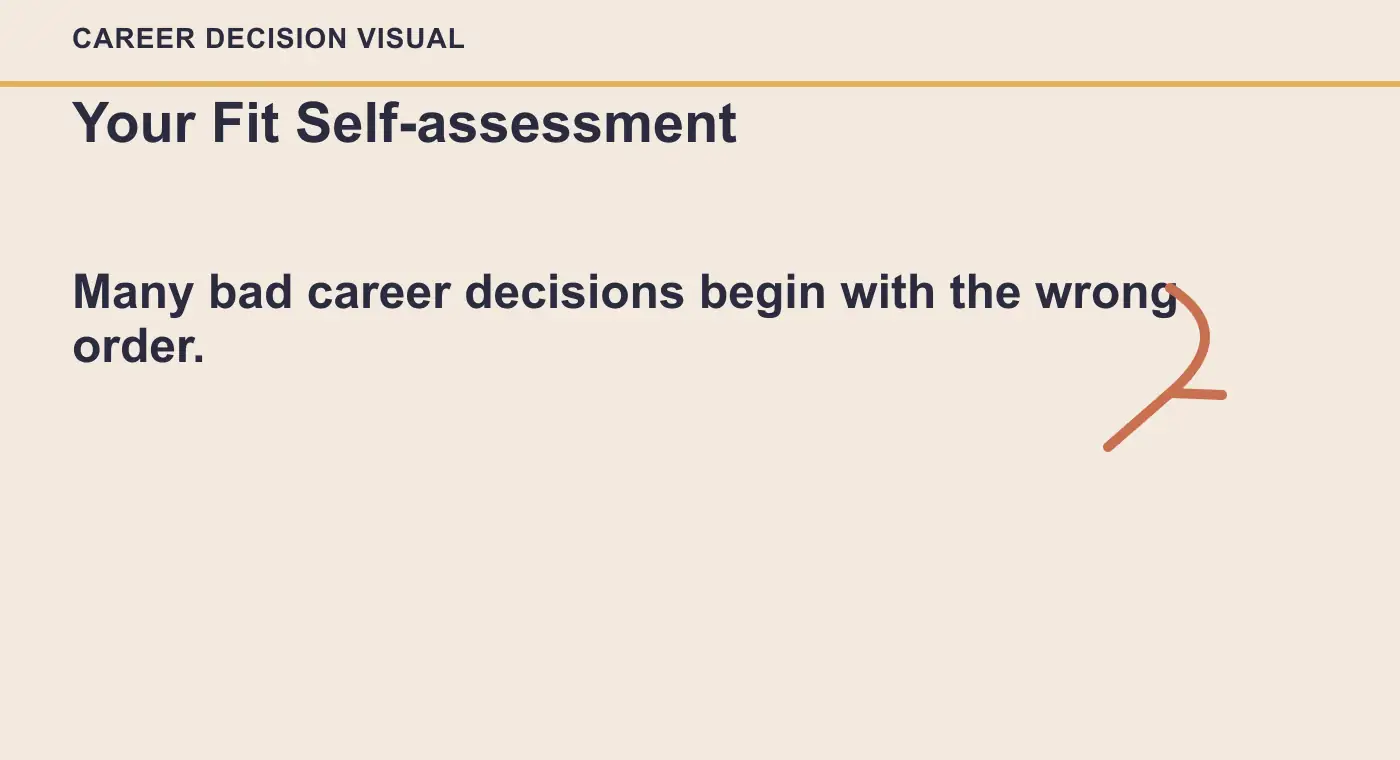 CAREER DECISION VISUAL
Your Fit Self-assessment
Many bad career decisions begin with the wrong
order.